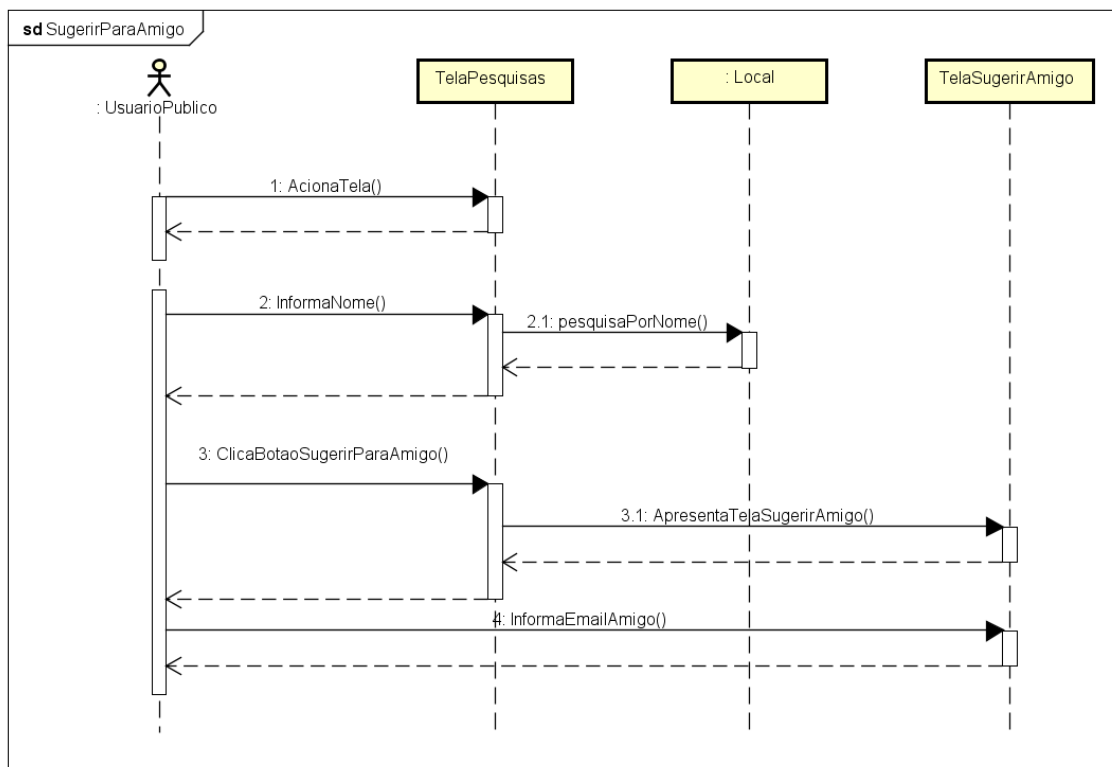 sd SugerirParaAmigo
: UsuarioPublico
TelaPesquisas
: Local
TelaSugerirAmigo
1: AcionaTela()
2: InformaNome()
2.1: pesquisaPorNome()
3: ClicaBotaoSugerirParaAmigo()
3.1: ApresentaTelaSugerirAmigo()
4: InformaEmailAmigo()